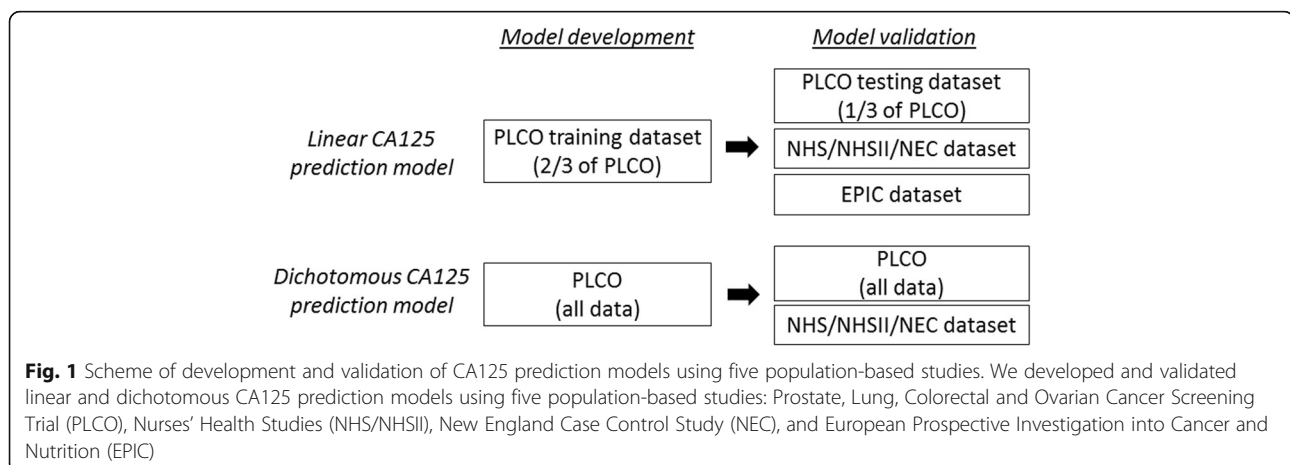 Model development
Model validation
Linear CA125
prediction model
PLCO training dataset
(2/3 of PLCO)
PLCO testing dataset
(1/3 of PLCO)
NHS/NHSII/NEC dataset
EPIC dataset
Dichotomous CA125
prediction model
PLCO
(all data)
PLCO
(all data)
NHS/NHSII/NEC dataset
Fig. 1 Scheme of development and validation of CA125 prediction models using five population-based studies. We developed and validated
linear and dichotomous CA125 prediction models using five population-based studies: Prostate, Lung, Colorectal and Ovarian Cancer Screening
Trial (PLCO), Nurses' Health Studies (NHS/NHSII), New England Case Control Study (NEC), and European Prospective Investigation into Cancer and
Nutrition (EPIC)